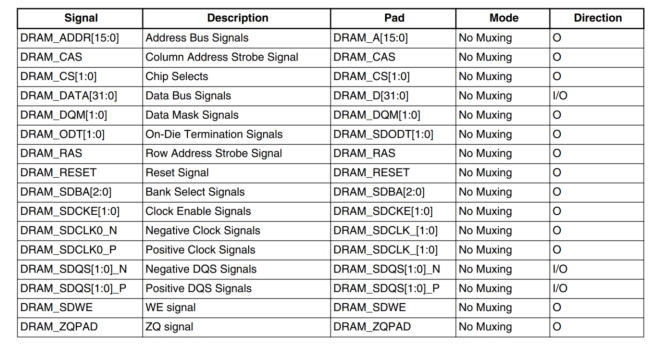 Signal Description Pad Mode Direction
DRAM_ADDR[15:0] Address Bus Signals DRAM_A[15:0] No Muxing O
DRAM_CAS Column Address Strobe Signal DRAM_CAS No Muxing O
DRAM_CS[1:0] Chip Selects DRAM_CS[1:0] No Muxing O
DRAM_DATA[31:0] Data Bus Signals DRAM_D[31:0] No Muxing I/O
DRAM_DQM[1:0] Data Mask Signals DRAM_DQM[1:0] No Muxing O
DRAM_ODT[1:0] On-Die Termination Signals DRAM_SDODT[1:0] No Muxing O
DRAM_RAS Row Address Strobe Signal DRAM_RAS No Muxing O
DRAM_RESET Reset Signal DRAM_RESET No Muxing O
DRAM_SDBA[2:0] Bank Select Signals DRAM_SDBA[2:0] No Muxing O
DRAM_SDCKE[1:0] Clock Enable Signals DRAM_SDCKE[1:0] No Muxing O
DRAM_SDCLK0_N Negative Clock Signals DRAM_SDCLK_[1:0] No Muxing O
DRAM_SDCLK0_P Positive Clock Signals DRAM_SDCLK_[1:0] No Muxing O
DRAM_SDQS[1:0]_N Negative DQS Signals DRAM_SDQS[1:0]_N No Muxing I/O
DRAM_SDQS[1:0]_P Positive DQS Signals DRAM_SDQS[1:0]_P No Muxing I/O
DRAM_SDWE WE signal DRAM_SDWE No Muxing O
DRAM_ZQPAD ZQ signal DRAM_ZQPAD No Muxing O